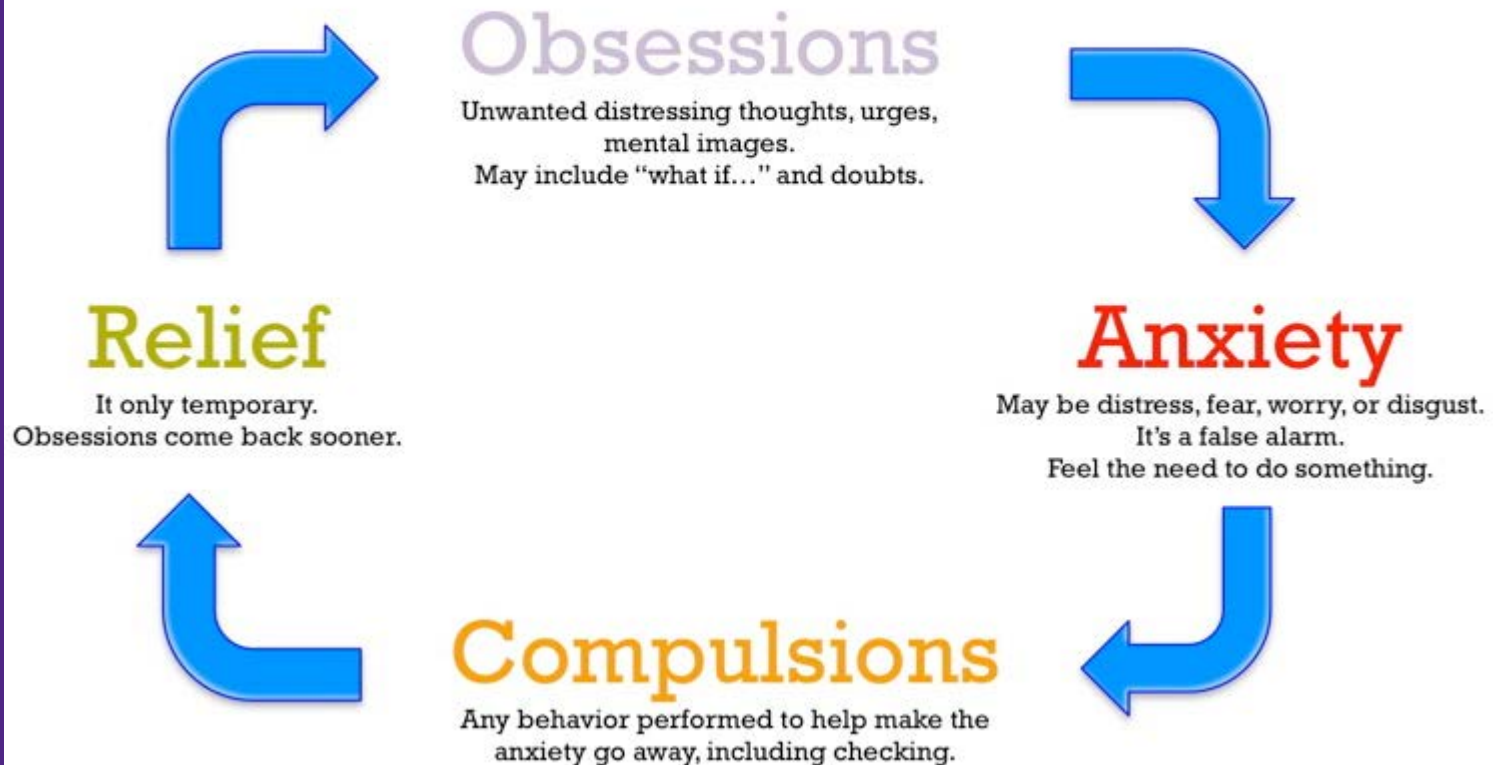 Obsessions
Unwanted distressing thoughts, urges,
mental images.
May include “what if…” and doubts.
Relief
It only temporary.
Obsessions come back sooner.
Anxiety
May be distress, fear, worry, or disgust.
It’s a false alarm.
Feel the need to do something.
Compulsions
Any behavior performed to help make the
anxiety go away, including checking.